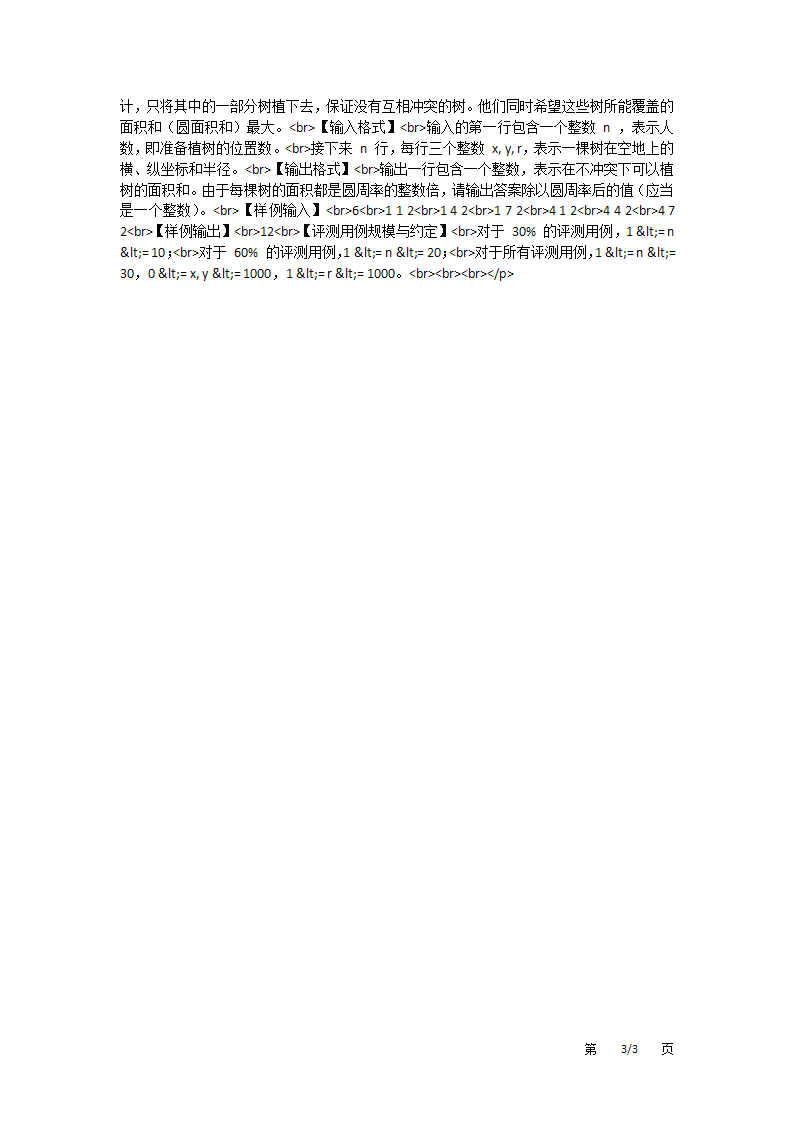 计，只将其中的一部分树植下去，保证没有互相冲突的树。他们同时希望这些树所能覆盖的
面积和（圆面积和）最大。<br>【输入格式】<br>输入的第一行包含一个整数 n ，表示人
数，即准备植树的位置数。<br>接下来 n 行，每行三个整数 x, y, r，表示一棵树在空地上的
横、纵坐标和半径。<br>【输出格式】<br>输出一行包含一个整数，表示在不冲突下可以植
树的面积和。由于每棵树的面积都是圆周率的整数倍，请输出答案除以圆周率后的值（应当
是一个整数）。<br>【样例输入】<br>6<br>1 1 2<br>1 4 2<br>1 7 2<br>4 1 2<br>4 4 2<br>4 7
2<br>【样例输出】<br>12<br>【评测用例规模与约定】<br>对于 30% 的评测用例，1 &lt;= n
&lt;= 10；<br>对于 60% 的评测用例，1 &lt;= n &lt;= 20；<br>对于所有评测用例，1 &lt;= n &lt;=
30，0 &lt;= x, y &lt;= 1000，1 &lt;= r &lt;= 1000。<br><br><br></p>
第 3/3 页